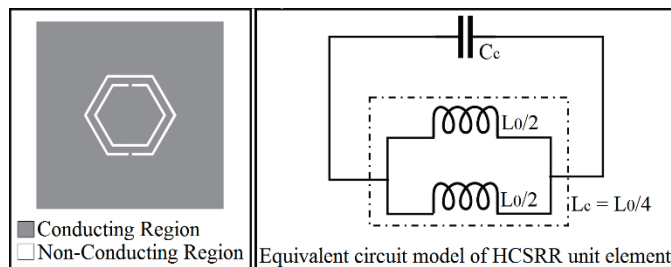 Conducting Region
Non-Conducting Region
Cc
L0/2
L0/2
Lc = L0/4
Equivalent circuit model of HCSRR unit element